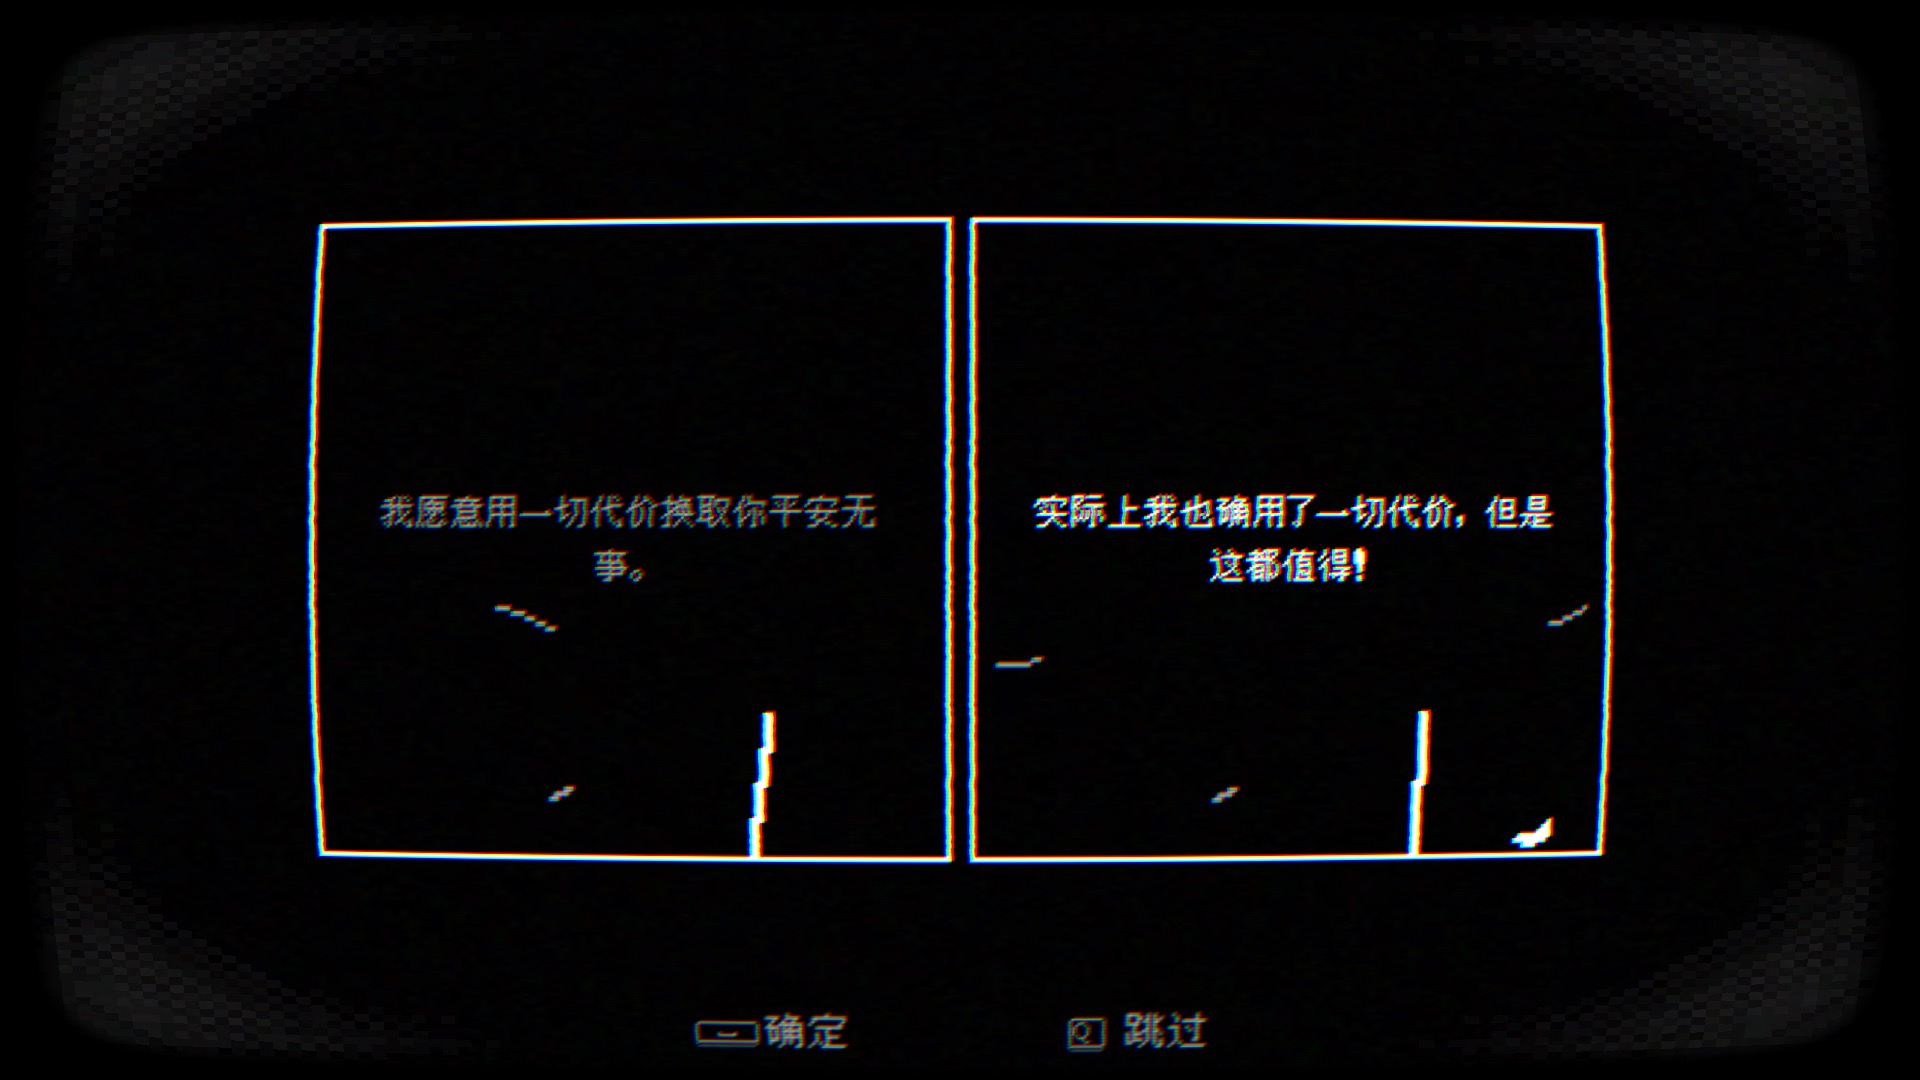 我愿意用一切代价换取你平安无
事。
实际上我也确用了一切代价，但是
这都值得！
确定
Q 跳过